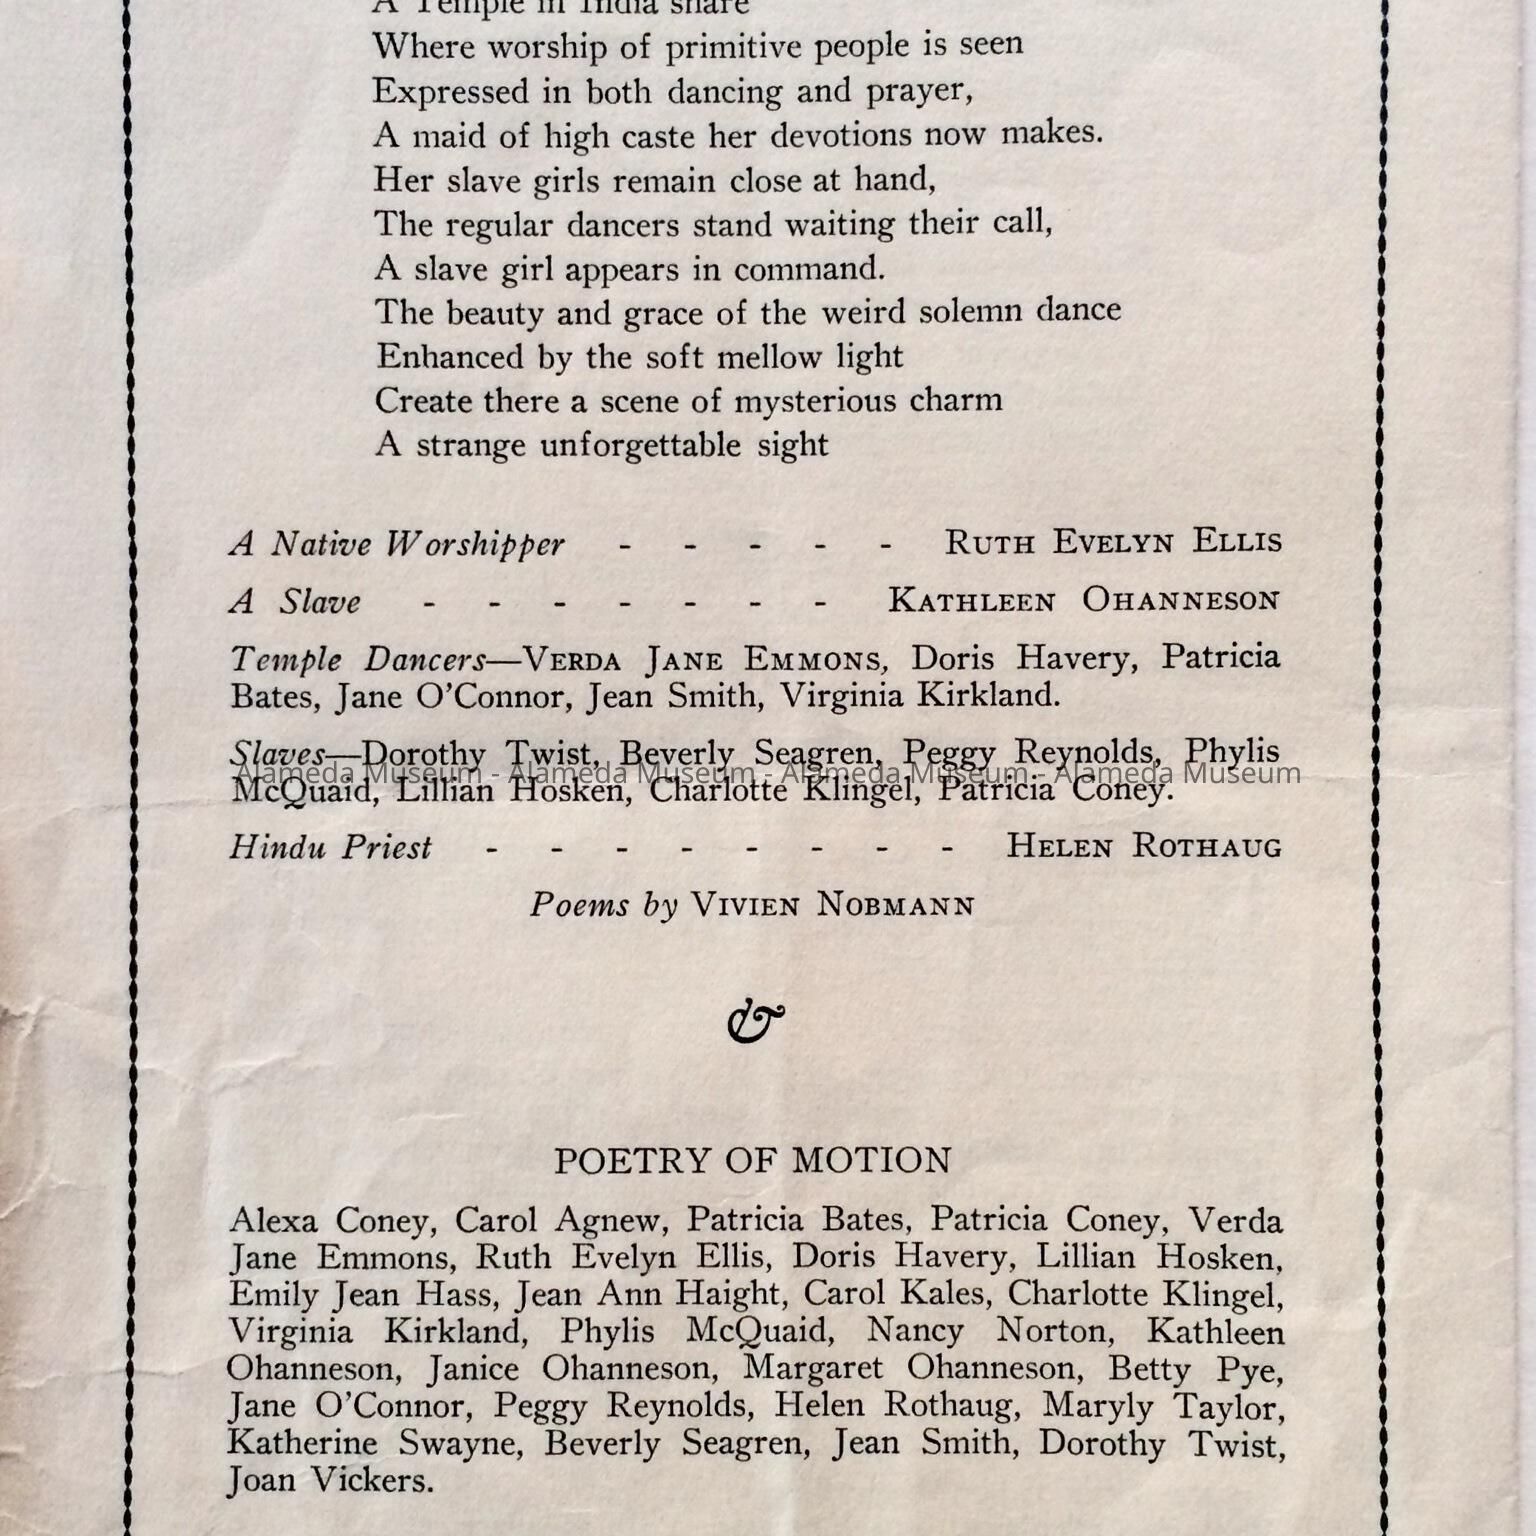 A Temple in India share
Where worship of primitive people is seen
Expressed in both dancing and prayer,
A maid of high caste her devotions now makes.
Her slave girls remain close at hand,
The regular dancers stand waiting their call,
A slave girl appears in command.
The beauty and grace of the weird solemn dance
Enhanced by the soft mellow light
Create there a scene of mysterious charm
A strange unforgettable sight
A Native Worshipper - - - - - RUTH EVELYN ELLIS
A Slave - - - - - - - KATHLEEN OHANNESON
Temple Dancers—VERDA JANE EMMONS, Doris Havery, Patricia
Bates, Jane O'Connor, Jean Smith, Virginia Kirkland.
Slaves—Dorothy Twist, Beverly Seagren, Peggy Reynolds, Phylis
Alameda Museum - Alameda Museum - Alameda Museum - Alameda Museum
McQuaid, Lillian Hosken, Charlotte Klingel, Patricia Coney.
Hindu Priest - - - - - - - - HELEN ROTHAUG
Poems by VIVIEN NOBMANN
&
POETRY OF MOTION
Alexa Coney, Carol Agnew, Patricia Bates, Patricia Coney, Verda
Jane Emmons, Ruth Evelyn Ellis, Doris Havery, Lillian Hosken,
Emily Jean Hass, Jean Ann Haight, Carol Kales, Charlotte Klingel,
Virginia Kirkland, Phylis McQuaid, Nancy Norton, Kathleen
Ohanneson, Janice Ohanneson, Margaret Ohanneson, Betty Pye,
Jane O'Connor, Peggy Reynolds, Helen Rothaug, Maryly Taylor,
Katherine Swayne, Beverly Seagren, Jean Smith, Dorothy Twist,
Joan Vickers.